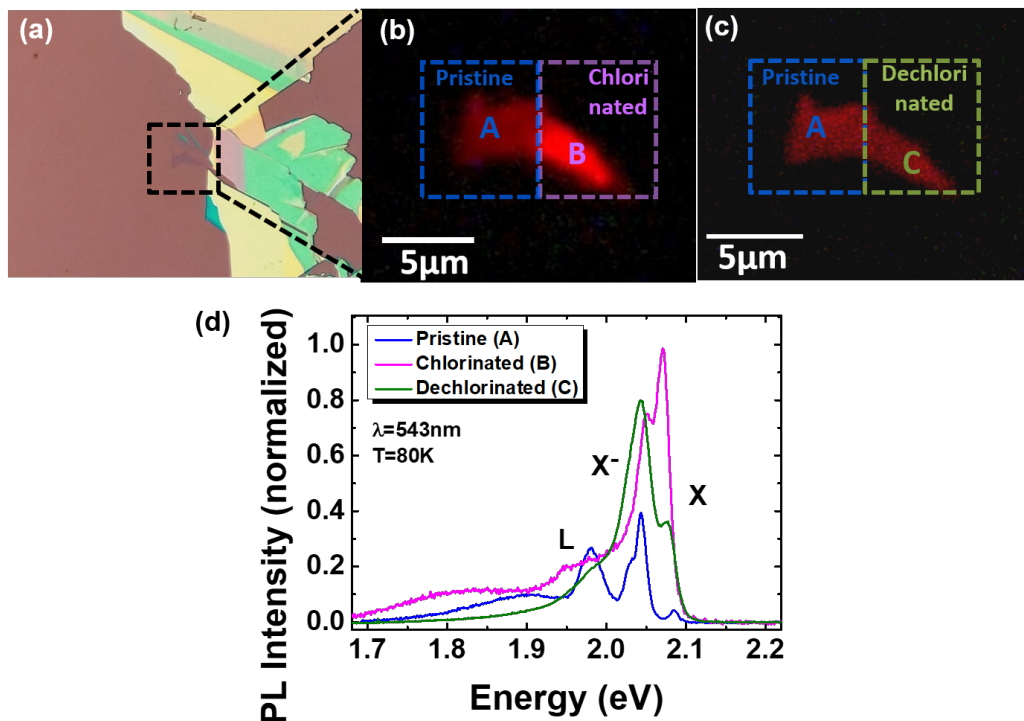 (a)
(b)
Pristine
Chlori
nated
A
B
5µm
(c)
Pristine
Dechlori
nated
A
C
5µm
(d)
PL Intensity (normalized)
1.0
0.8
0.6
0.4
0.2
0.0
Pristine (A)
Chlorinated (B)
Dechlorinated (C)
λ=543nm
T=80K
L
X⁻
X
1.7 1.8 1.9 2.0 2.1 2.2
Energy (eV)